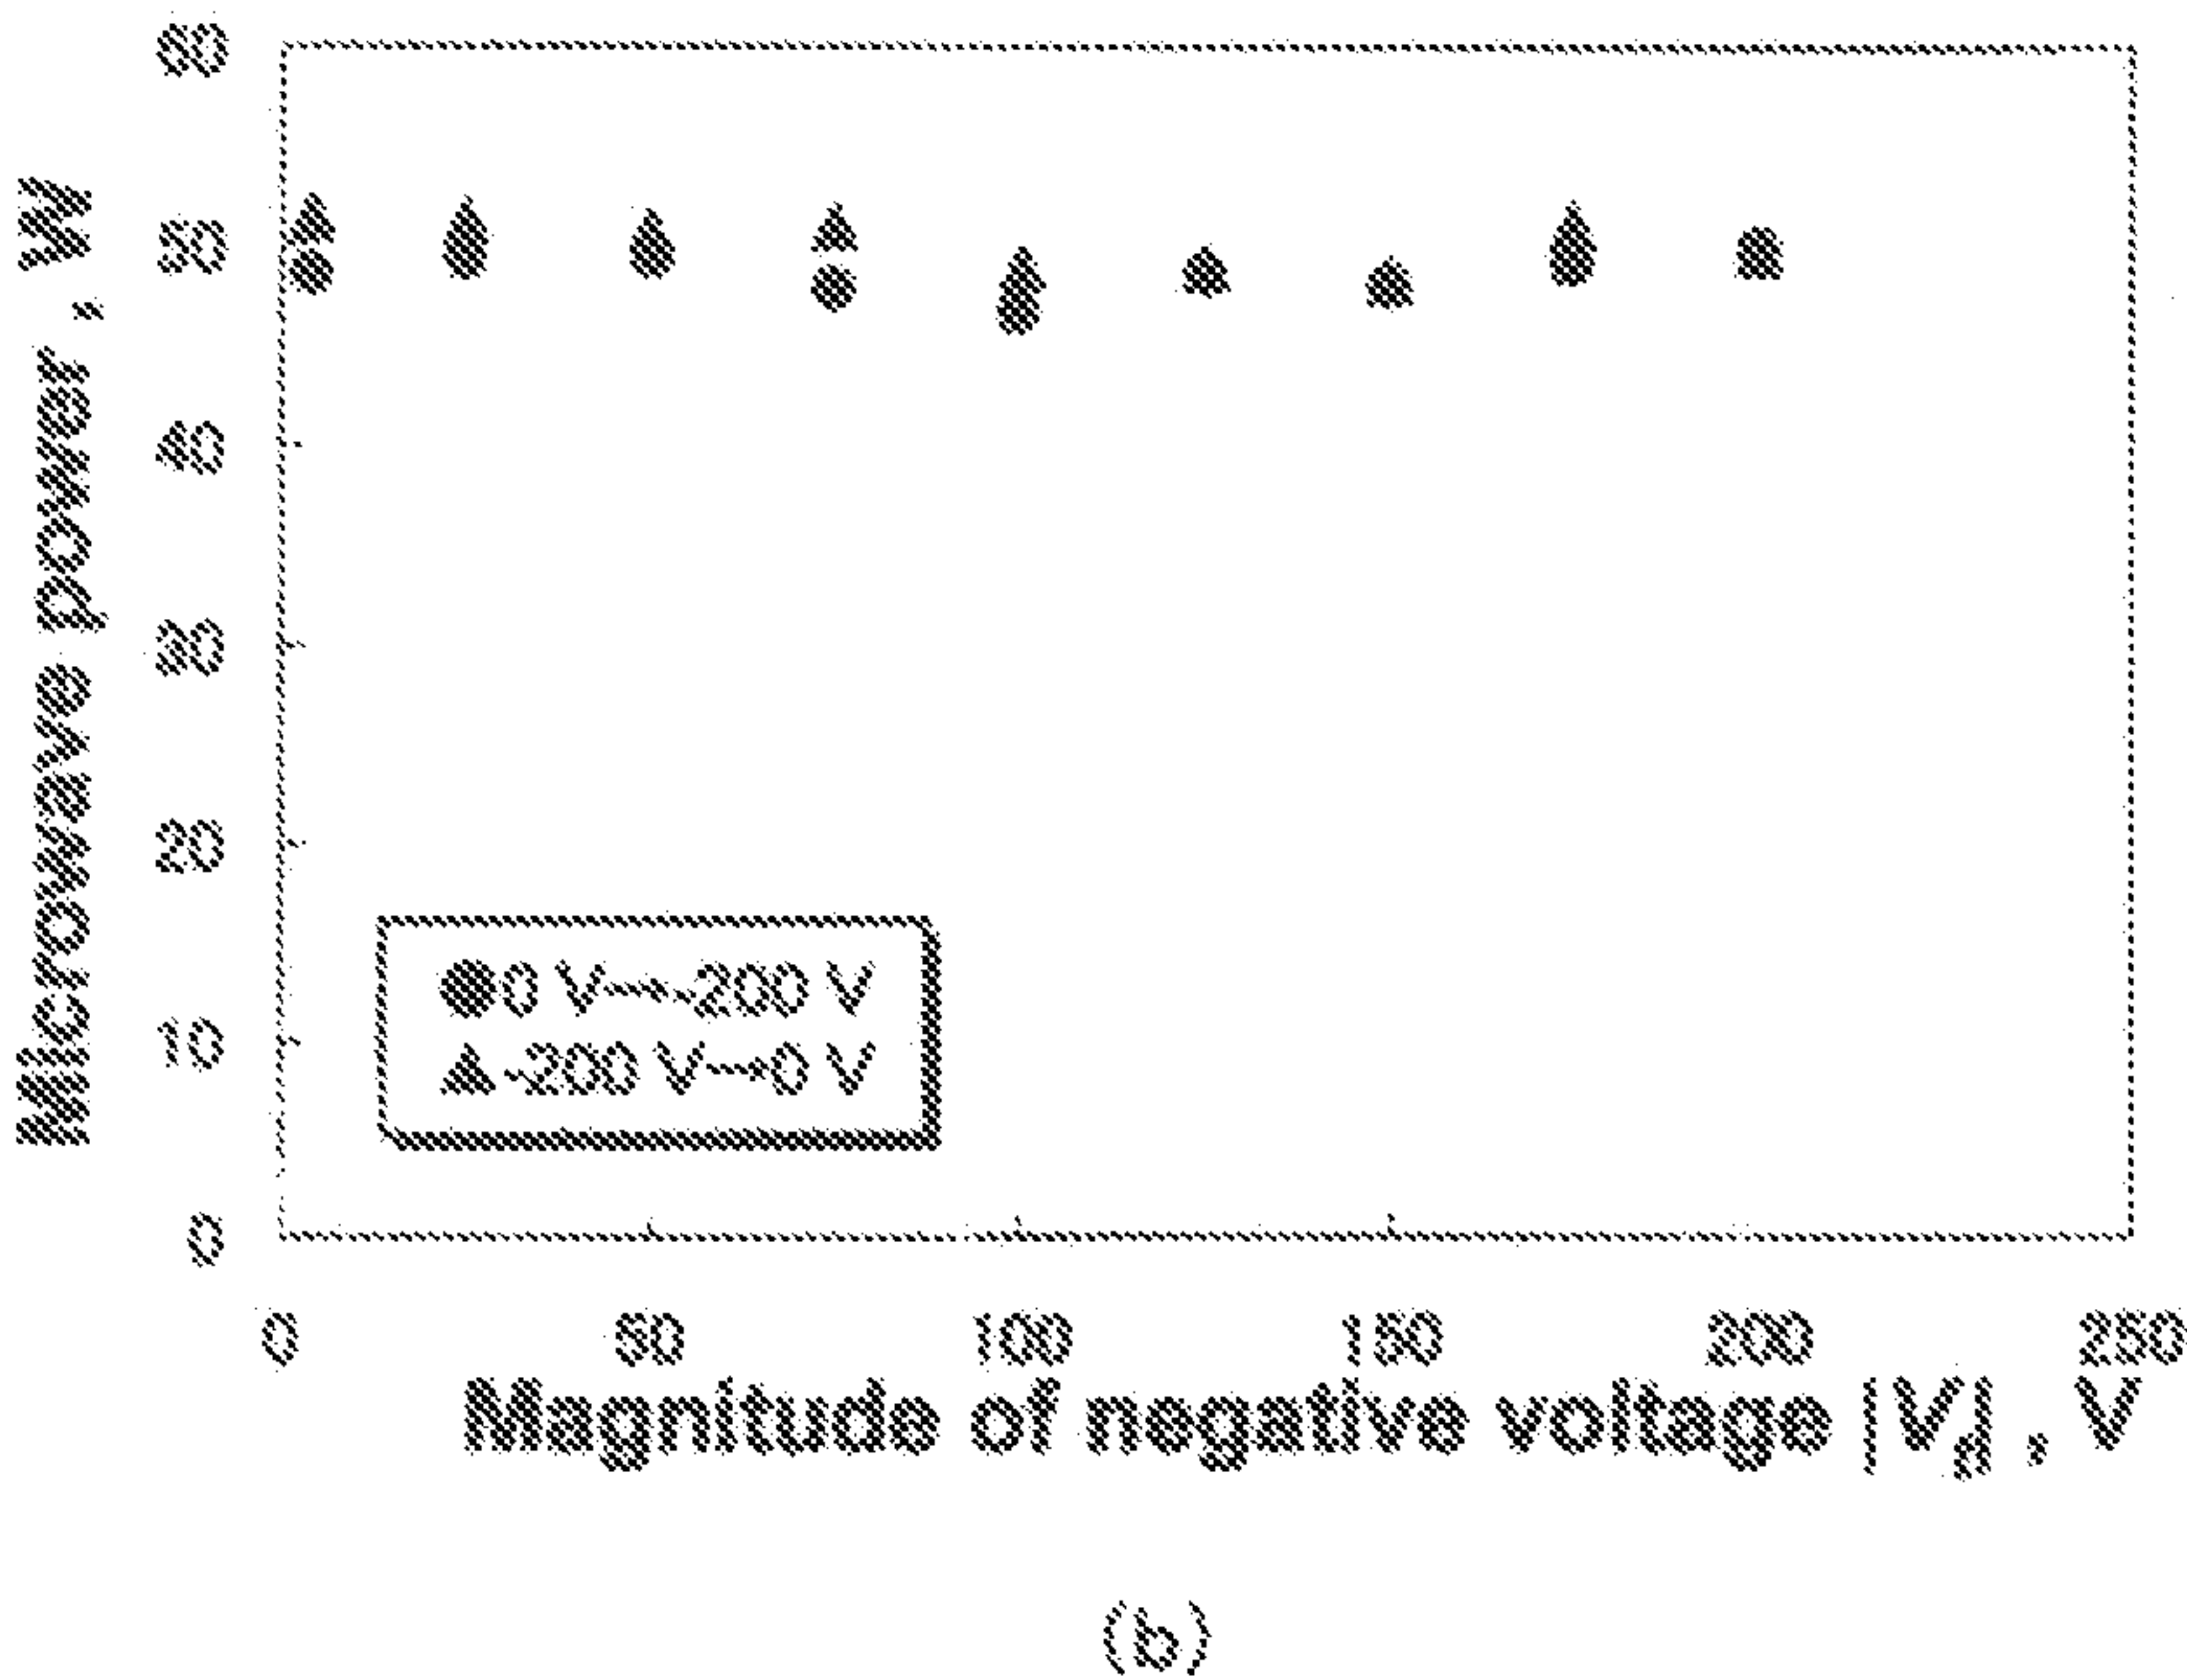 Microwave power, W
60
50
40
30
20
10
0
●0 V→-200 V
▲-200 V→0 V
0 50 100 150 200 250
Magnitude of negative voltage |Vn|, V
(b)